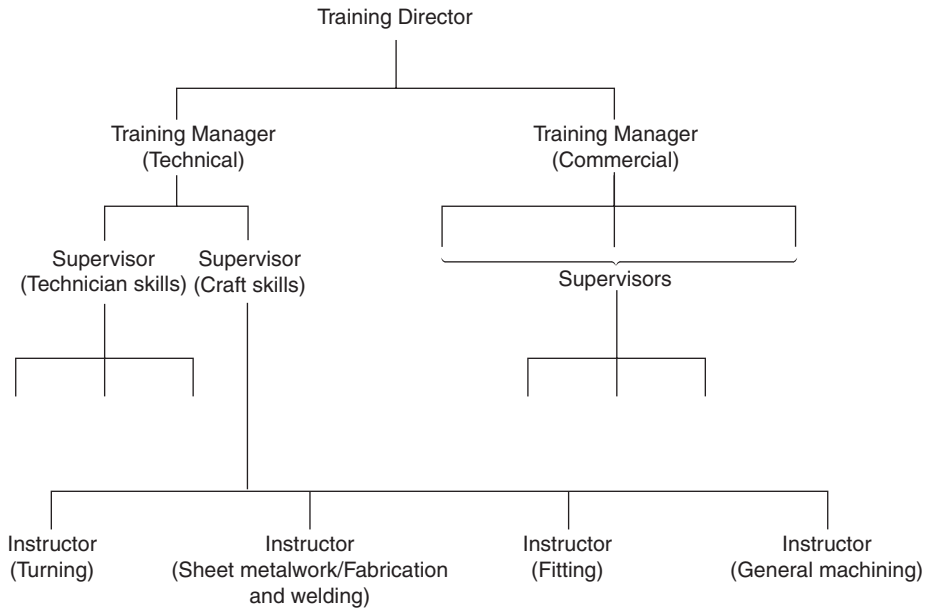 Training Director
Training Manager
(Technical)
Training Manager
(Commercial)
Supervisor
(Technician skills)
Supervisor
(Craft skills)
Supervisors
Instructor
(Turning)
Instructor
(Sheet metalwork/Fabrication
and welding)
Instructor
(Fitting)
Instructor
(General machining)